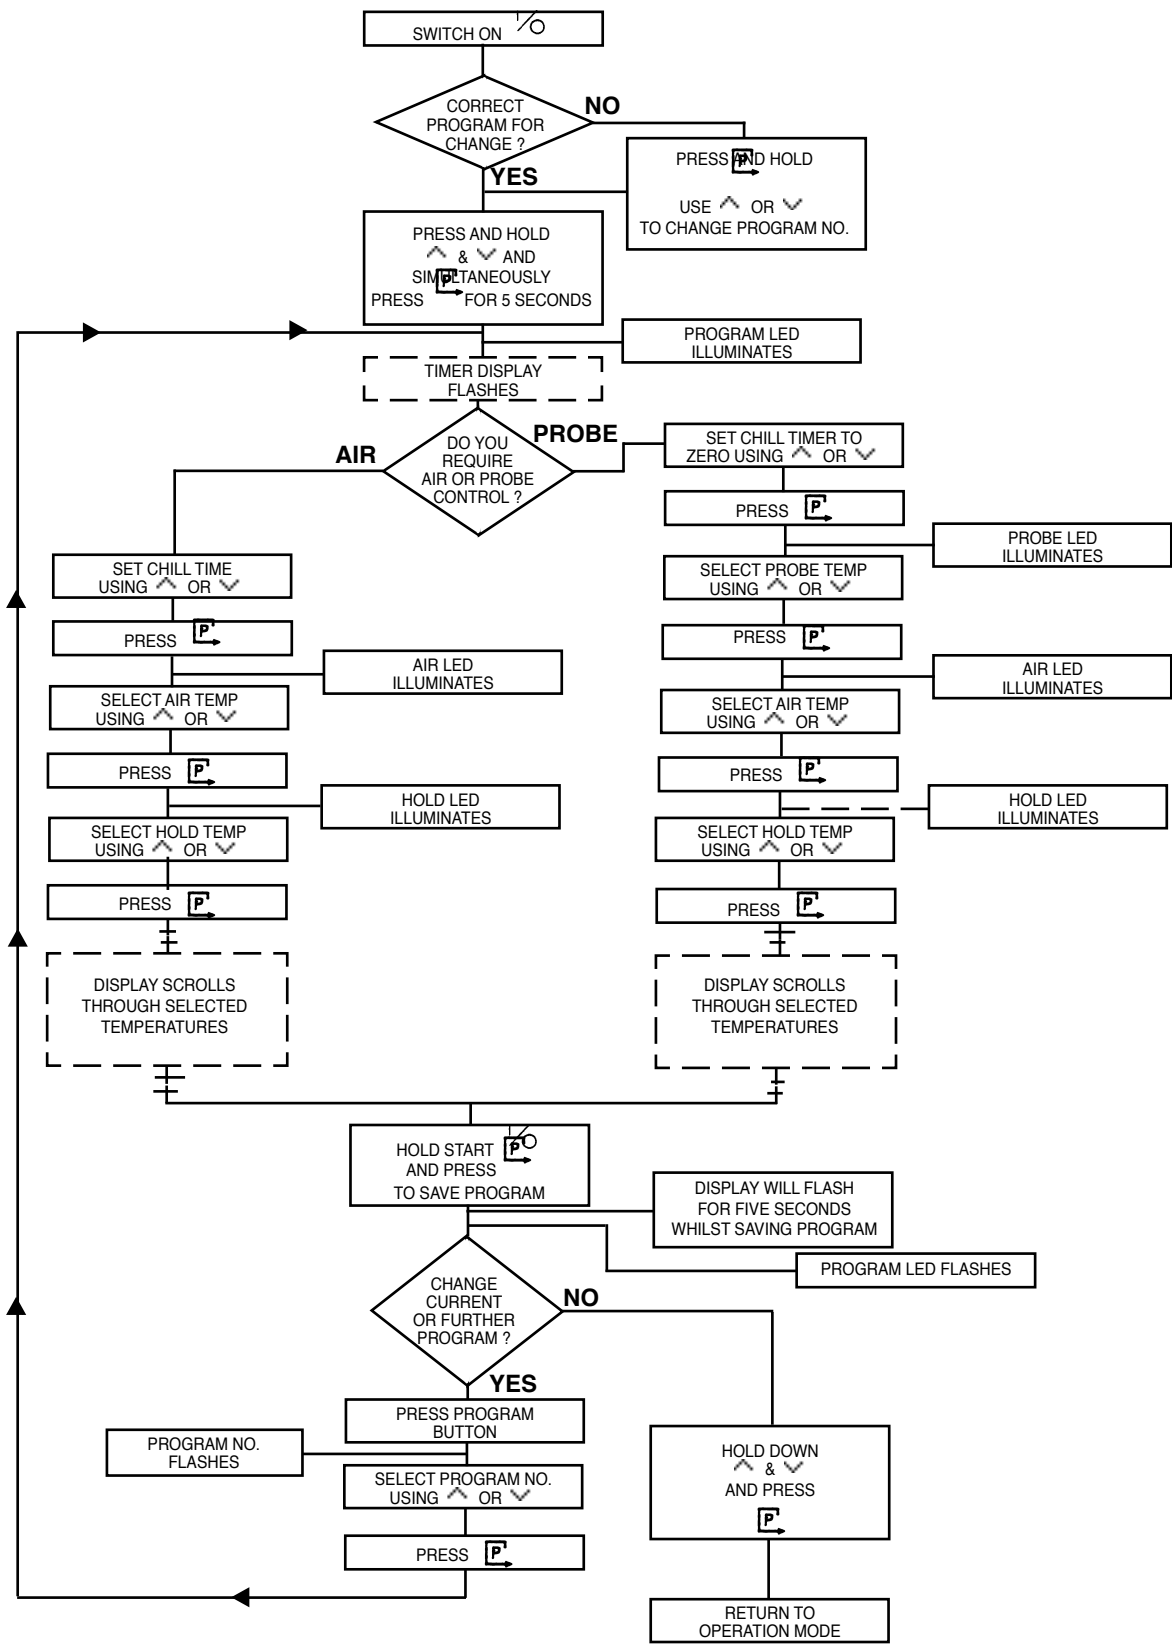 SWITCH ON
CORRECT
PROGRAM FOR
CHANGE ?
NO
YES
PRESS AND HOLD
P
USE OR
TO CHANGE PROGRAM NO.
PRESS AND HOLD
& AND
SIMULTANEOUSLY
PRESS P FOR 5 SECONDS
PROGRAM LED
ILLUMINATES
TIMER DISPLAY
FLASHES
DO YOU
REQUIRE
AIR OR PROBE
CONTROL ?
AIR
PROBE
SET CHILL TIMER TO
ZERO USING OR
PRESS P
PROBE LED
ILLUMINATES
SELECT PROBE TEMP
USING OR
PRESS P
AIR LED
ILLUMINATES
SELECT AIR TEMP
USING OR
PRESS P
HOLD LED
ILLUMINATES
SELECT HOLD TEMP
USING OR
PRESS P
DISPLAY SCROLLS
THROUGH SELECTED
TEMPERATURES
SET CHILL TIME
USING OR
PRESS P
AIR LED
ILLUMINATES
SELECT AIR TEMP
USING OR
PRESS P
HOLD LED
ILLUMINATES
SELECT HOLD TEMP
USING OR
PRESS P
DISPLAY SCROLLS
THROUGH SELECTED
TEMPERATURES
HOLD START P
AND PRESS
TO SAVE PROGRAM
DISPLAY WILL FLASH
FOR FIVE SECONDS
WHILST SAVING PROGRAM
PROGRAM LED FLASHES
CHANGE
CURRENT
OR FURTHER
PROGRAM ?
NO
YES
PRESS PROGRAM
BUTTON
PROGRAM NO.
FLASHES
SELECT PROGRAM NO.
USING OR
PRESS P
HOLD DOWN
&
AND PRESS
P
RETURN TO
OPERATION MODE